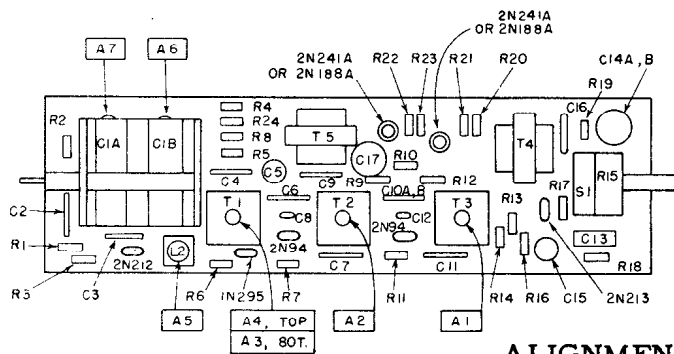 2N241A
OR 2N188A
2N241A
OR 2N188A
A7
A6
R22
R23
R21
R20
C14A,B
R19
C16
R2
R4
R24
R8
R5
C1A
C1B
T5
C17
R10
T4
S1
R15
C5
C4
C9
R9
C10A,B
R12
C6
C2
T1
C8
T2
C12
T3
R13
R17
R1
2N94
2N94
C13
C3
2N212
L2
C7
C11
R18
R3
R6
1N295
R7
R11
R14
R16
C15
2N213
A5
A4, TOP
A3, BOT.
A2
A1